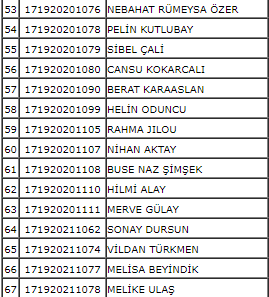 53 171920201076 NEBAHAT RÜMEYSA ÖZER
54 171920201078 PELİN KUTLUBAY
55 171920201079 SİBEL ÇALİ
56 171920201080 CANSU KOKARCALI
57 171920201090 BERAT KARAASLAN
58 171920201099 HELİN ODUNCU
59 171920201105 RAHMA JILOU
60 171920201107 NİHAN AKTAY
61 171920201108 BUSE NAZ ŞİMŞEK
62 171920201110 HİLMİ ALAY
63 171920201111 MERVE GÜLAY
64 171920211062 SONAY DURSUN
65 171920211074 VİLDAN TÜRKMEN
66 171920211077 MELİSA BEYİNDİK
67 171920211078 MELİKE ULAŞ